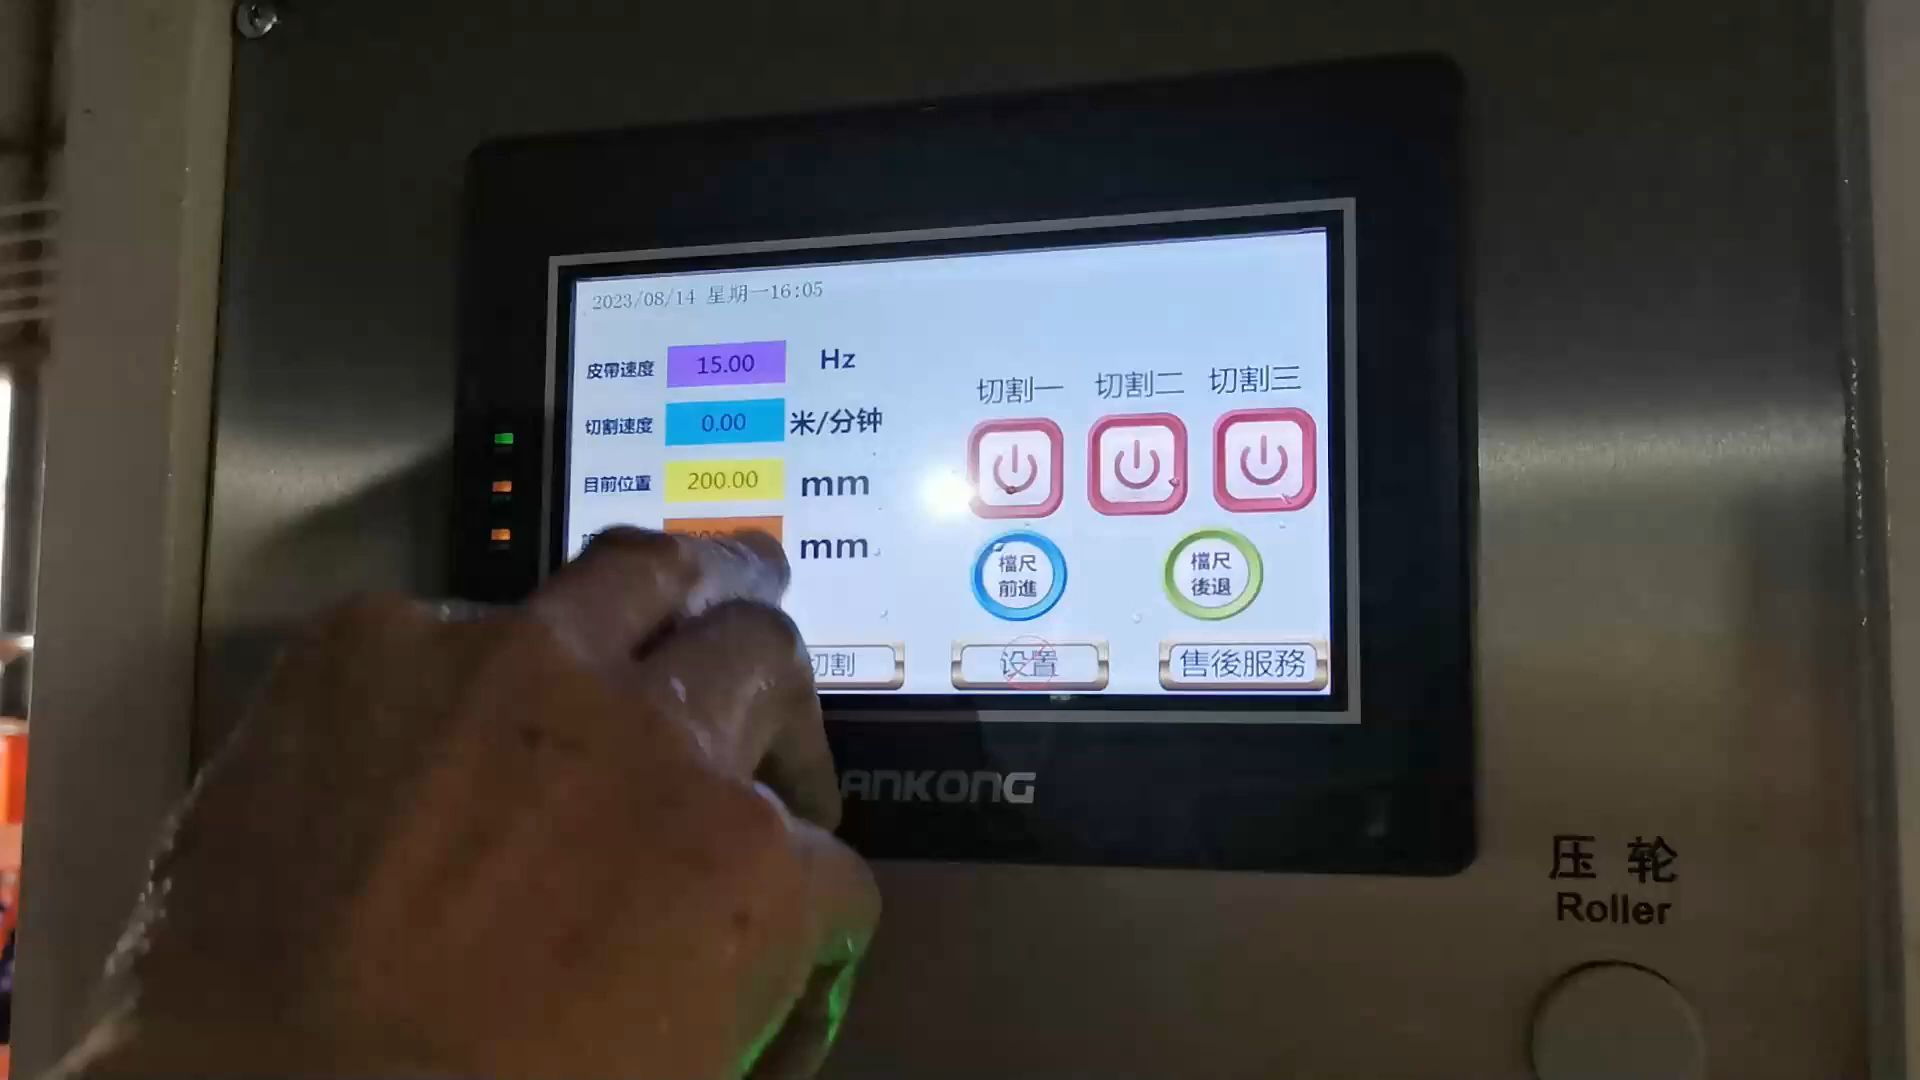 2023/08/14 星期一16:05
皮带速度 15.00 Hz
切割速度 0.00 米/分钟
目前位置 200.00 mm
mm
切割一 切割二 切割三
檔尺
前進
檔尺
後退
切割
设置
售後服務
ANKONG
压 轮
Roller